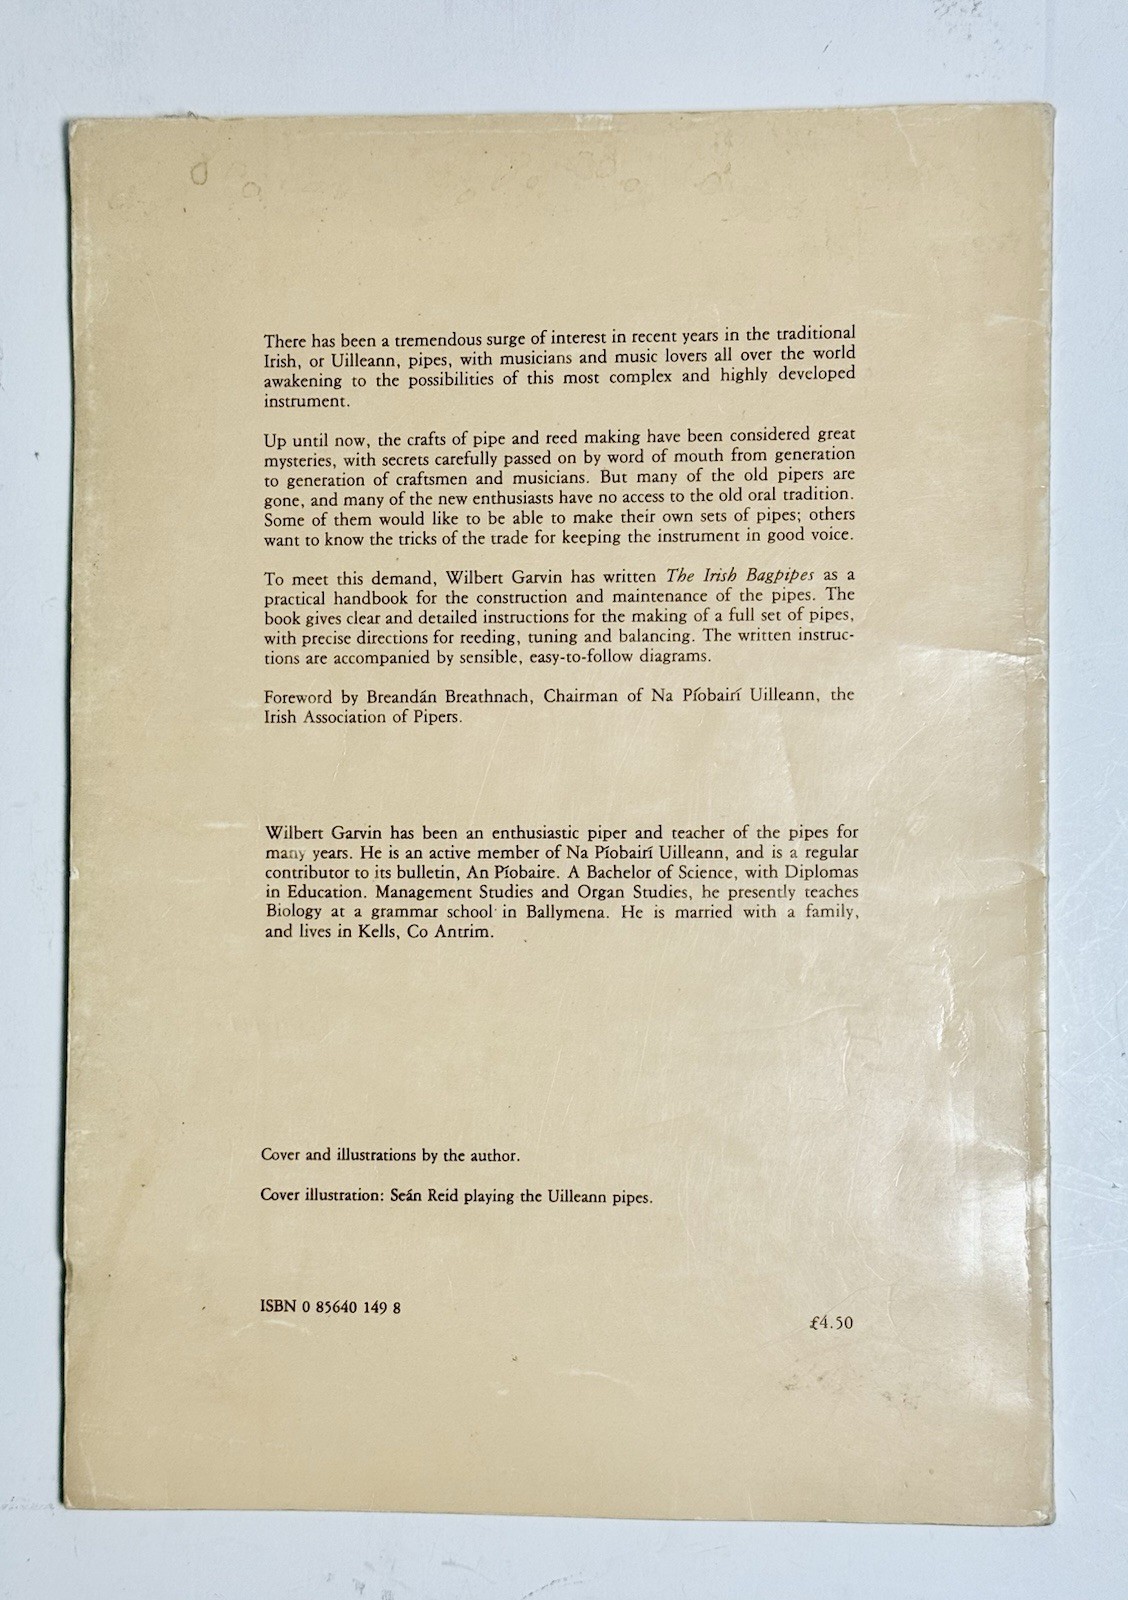 There has been a tremendous surge of interest in recent years in the traditional
Irish, or Uilleann, pipes, with musicians and music lovers all over the world
awakening to the possibilities of this most complex and highly developed
instrument.
Up until now, the crafts of pipe and reed making have been considered great
mysteries, with secrets carefully passed on by word of mouth from generation
to generation of craftsmen and musicians. But many of the old pipers are
gone, and many of the new enthusiasts have no access to the old oral tradition.
Some of them would like to be able to make their own sets of pipes; others
want to know the tricks of the trade for keeping the instrument in good voice.
To meet this demand, Wilbert Garvin has written The Irish Bagpipes as a
practical handbook for the construction and maintenance of the pipes. The
book gives clear and detailed instructions for the making of a full set of pipes,
with precise directions for reeding, tuning and balancing. The written instruc-
tions are accompanied by sensible, easy-to-follow diagrams.
Foreword by Breandán Breathnach, Chairman of Na Píobairí Uilleann, the
Irish Association of Pipers.
Wilbert Garvin has been an enthusiastic piper and teacher of the pipes for
many years. He is an active member of Na Píobairí Uilleann, and is a regular
contributor to its bulletin, An Píobaire. A Bachelor of Science, with Diplomas
in Education. Management Studies and Organ Studies, he presently teaches
Biology at a grammar school in Ballymena. He is married with a family,
and lives in Kells, Co Antrim.
Cover and illustrations by the author.
Cover illustration: Seán Reid playing the Uilleann pipes.
ISBN 0 85640 149 8
£4.50